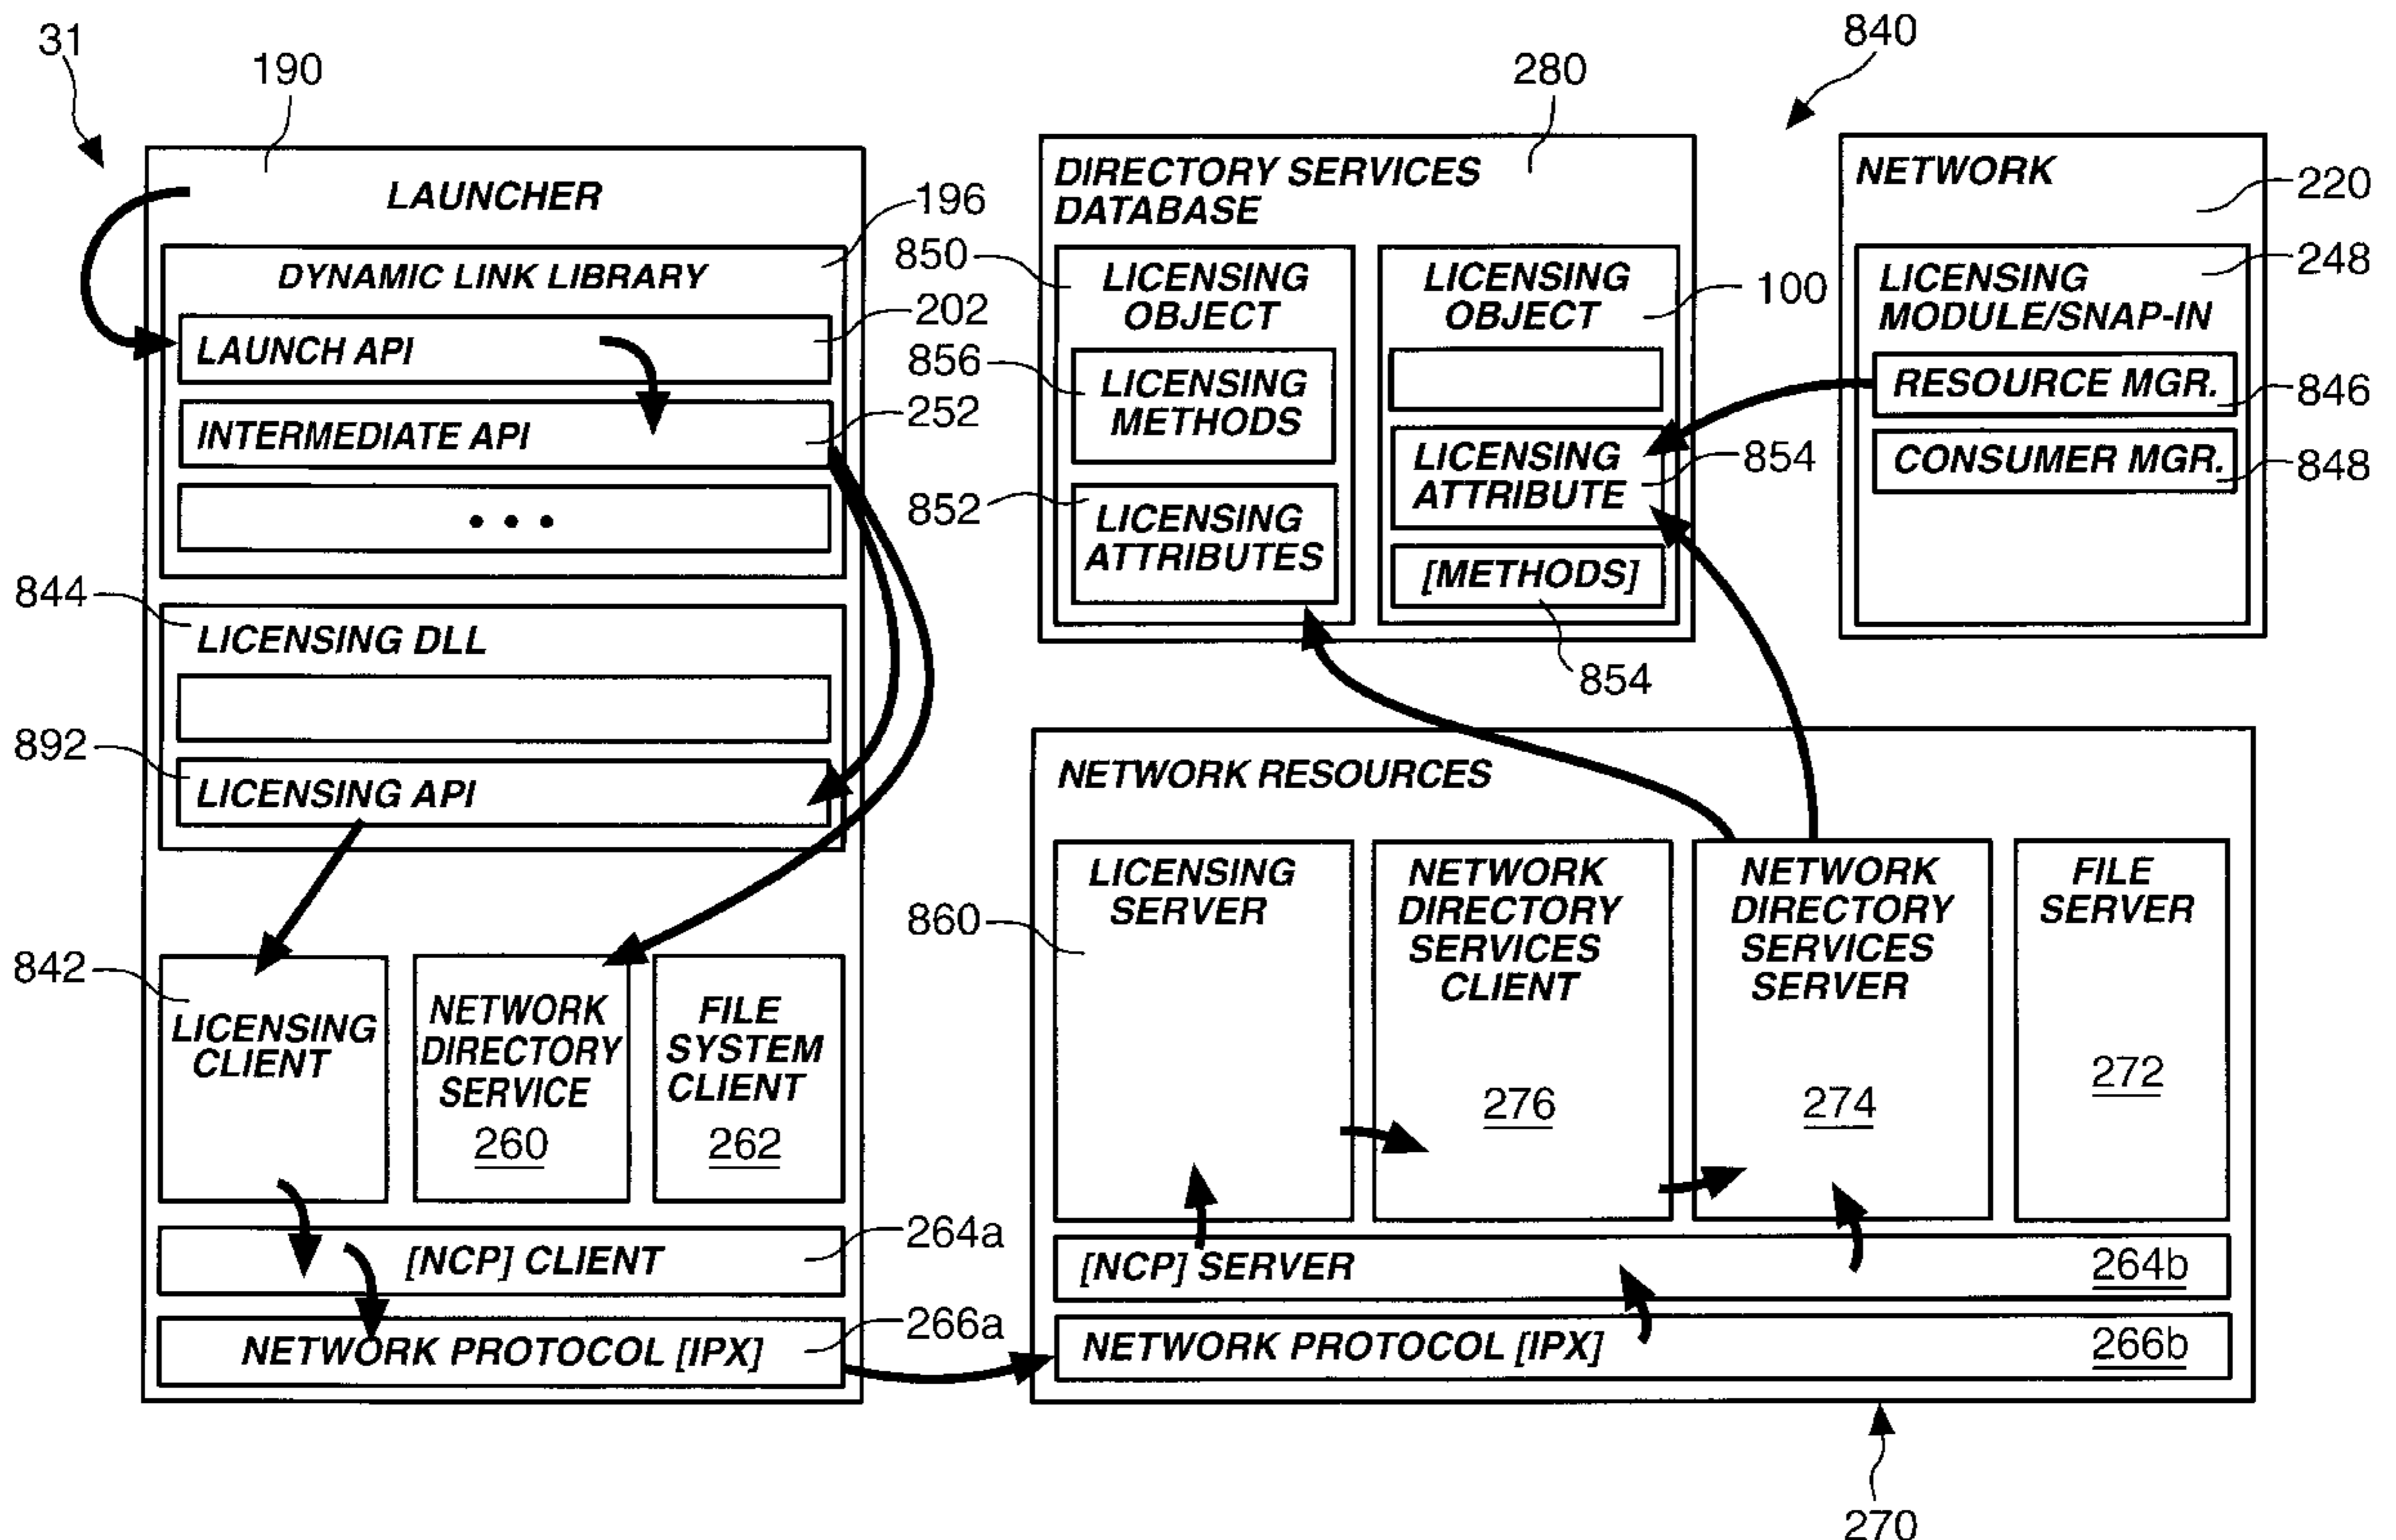 31
190
LAUNCHER
196
DYNAMIC LINK LIBRARY
202
LAUNCH API
252
INTERMEDIATE API
• • •
844
LICENSING DLL
892
LICENSING API
842
LICENSING
CLIENT
NETWORK
DIRECTORY
SERVICE
260
FILE
SYSTEM
CLIENT
262
264a
[NCP] CLIENT
266a
NETWORK PROTOCOL [IPX]
840
280
DIRECTORY SERVICES
DATABASE
850
LICENSING
OBJECT
856
LICENSING
METHODS
852
LICENSING
ATTRIBUTES
LICENSING
OBJECT
100
LICENSING
ATTRIBUTE
854
[METHODS]
854
NETWORK
220
LICENSING
MODULE/SNAP-IN
248
RESOURCE MGR.
846
CONSUMER MGR.
848
NETWORK RESOURCES
860
LICENSING
SERVER
NETWORK
DIRECTORY
SERVICES
CLIENT
276
NETWORK
DIRECTORY
SERVICES
SERVER
274
FILE
SERVER
272
[NCP] SERVER
264b
NETWORK PROTOCOL [IPX]
266b
270